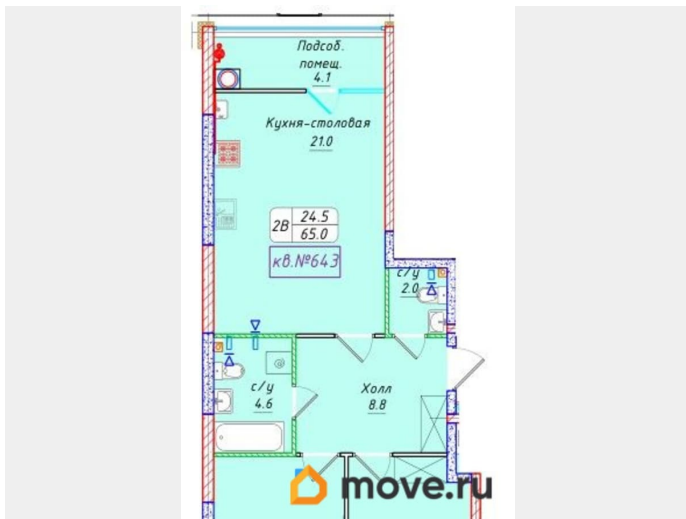 Подсоб.
помещ.
4.1
Кухня-столовая
21.0
2В
24.5
65.0
кв.№643
с/у
2.0
с/у
4.6
Холл
8.8
move.ru